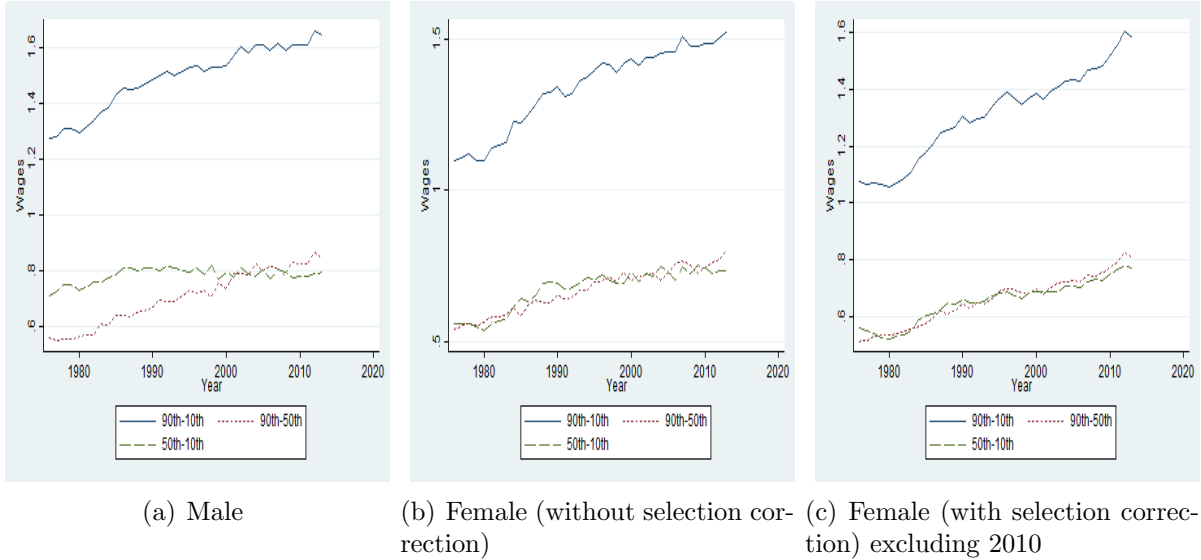 1.6
1.4
1.2
1
.8
.6
Wages
1980 1990 2000 2010 2020
Year
90th-10th 90th-50th
50th-10th
1.5
1
.5
Wages
1980 1990 2000 2010 2020
Year
90th-10th 90th-50th
50th-10th
1.6
1.4
1.2
1
.8
.6
Wages
1980 1990 2000 2010 2020
Year
90th-10th 90th-50th
50th-10th
(a) Male
(b) Female (without selection cor-
rection)
(c) Female (with selection correc-
tion) excluding 2010